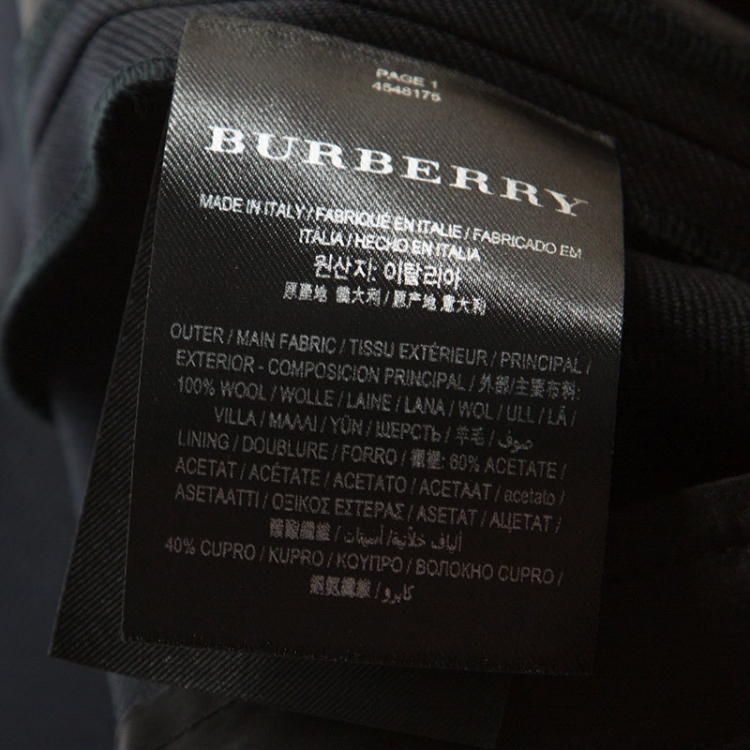 PAGE 1
4548175
BURBERRY
MADE IN ITALY / FABRIQUÉ EN ITALIE / FABRICADO EM
ITÁLIA / HECHO EN ITALIA
원산지: 이탈리아
原產地 義大利 / 原产地 意大利
OUTER / MAIN FABRIC / TISSU EXTÉRIEUR / PRINCIPAL /
EXTERIOR - COMPOSICION PRINCIPAL / 外部/主要布料:
100% WOOL / WOLLE / LAINE / LANA / WOL / ULL / LÃ /
VILLA / ΜΑΛΛΙ / YÜN / ШЕРСТЬ / 羊毛 / صوف /
LINING / DOUBLURE / FORRO / 襯裡: 60% ACETATE /
ACETAT / ACÉTATE / ACETATO / ACETAAT / acetato /
ASETAATTI / ΟΞΙΚΟΣ ΕΣΤΕΡΑΣ / ASETAT / АЦЕТАТ /
醋酸纖維 / ألياف خلاتية / أسيتات /
40% CUPRO / KUPRO / ΚΟΥΠΡΟ / ВОЛОКНО CUPRO /
銅氨纖維 / كابرو /